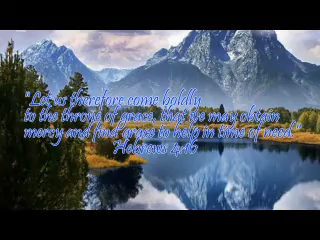 "Let us therefore come boldly
to the throne of grace, that we may obtain
mercy and find grace to help in time of need."
Hebrews 4:16